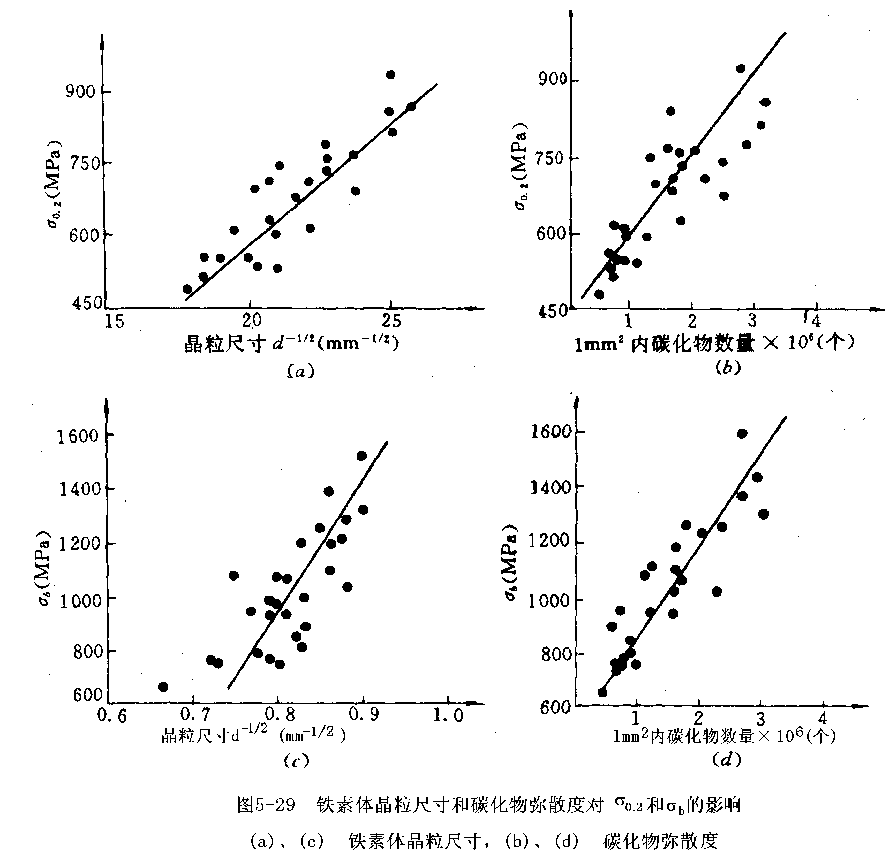 900
750
600
450
σ0.2(MPa)
15 20 25
晶粒尺寸 d⁻¹/²(mm⁻¹/²)
(a)
900
750
600
450
σ0.2(MPa)
1 2 3 4
1mm² 内碳化物数量 × 10⁶(个)
(b)
1600
1400
1200
1000
800
600
σb(MPa)
0.6 0.7 0.8 0.9 1.0
晶粒尺寸d⁻¹/² (mm⁻¹/²)
(c)
1600
1400
1200
1000
800
600
σb(MPa)
1 2 3 4
1mm²内碳化物数量×10⁶(个)
(d)
图5-29 铁素体晶粒尺寸和碳化物弥散度对 σ0.2和σb的影响
(a)、(c) 铁素体晶粒尺寸，(b)、(d) 碳化物弥散度